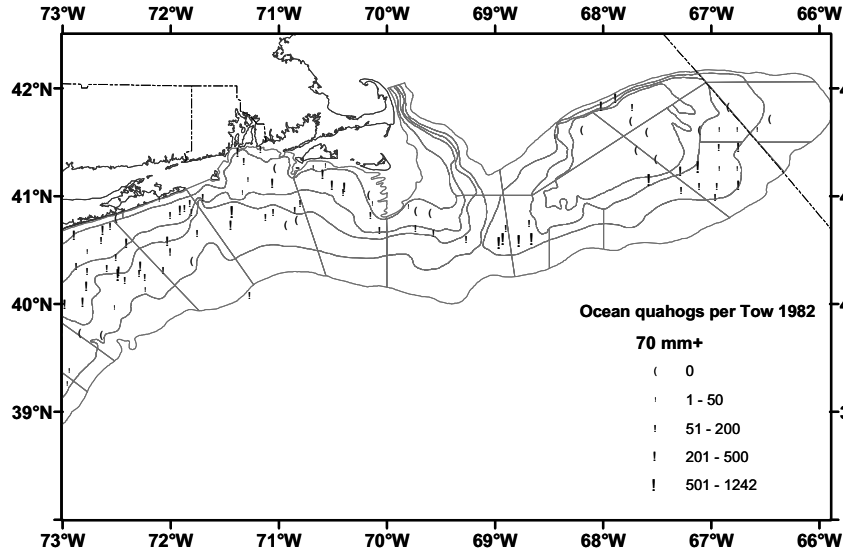 73°W 72°W 71°W 70°W 69°W 68°W 67°W 66°W
42°N
41°N
40°N
39°N
Ocean quahogs per Tow 1982
70 mm+
( 0
! 1 - 50
! 51 - 200
! 201 - 500
! 501 - 1242
73°W 72°W 71°W 70°W 69°W 68°W 67°W 66°W